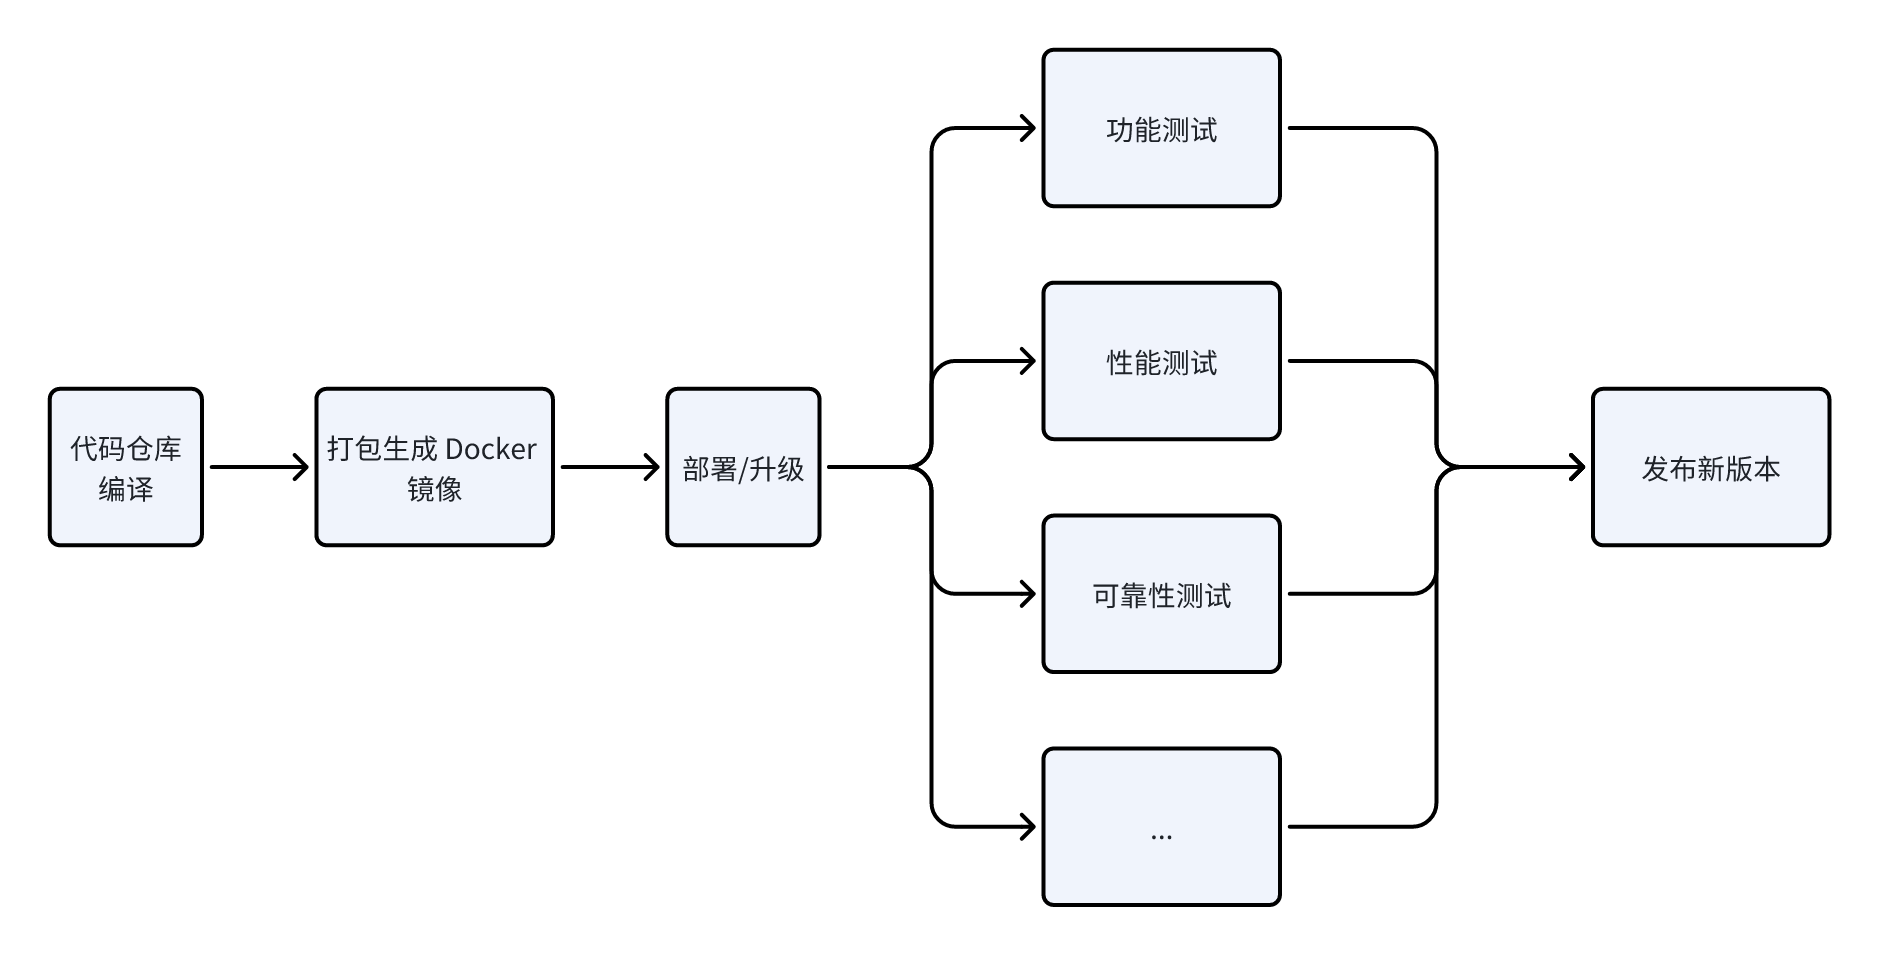 代码仓库
编译
打包生成 Docker
镜像
部署/升级
功能测试
性能测试
可靠性测试
...
发布新版本